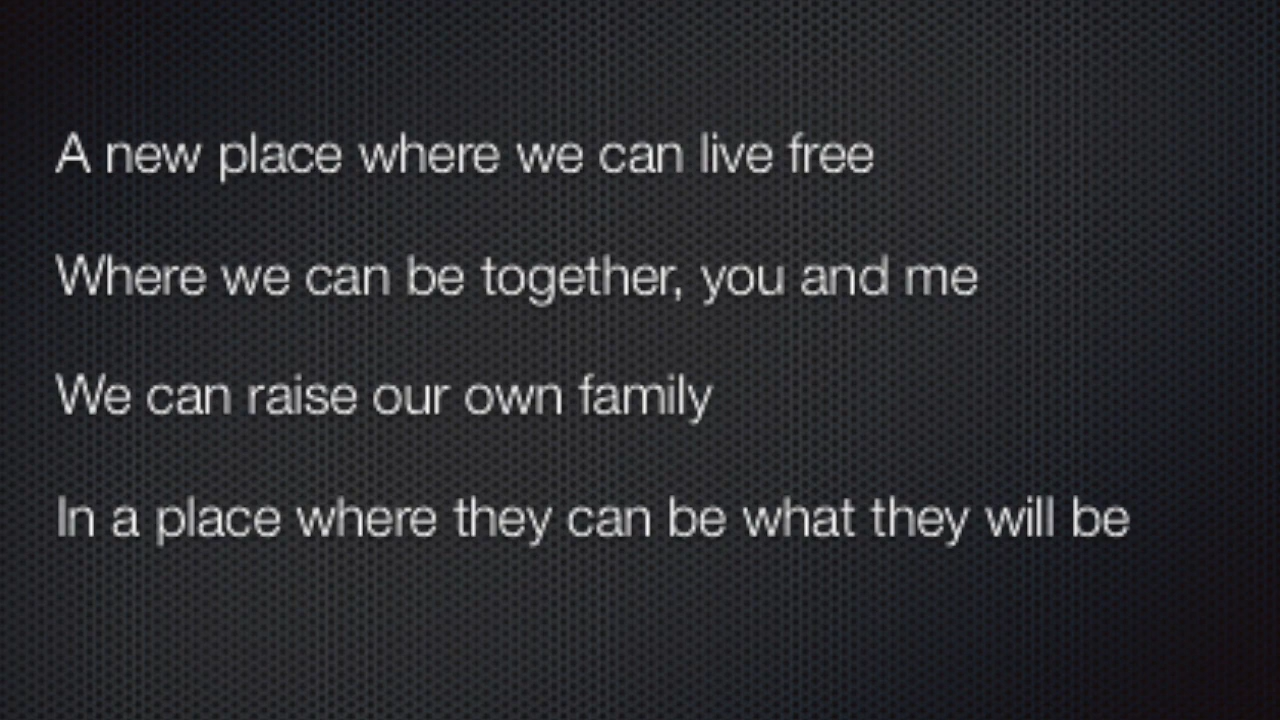 A new place where we can live free
Where we can be together, you and me
We can raise our own family
In a place where they can be what they will be